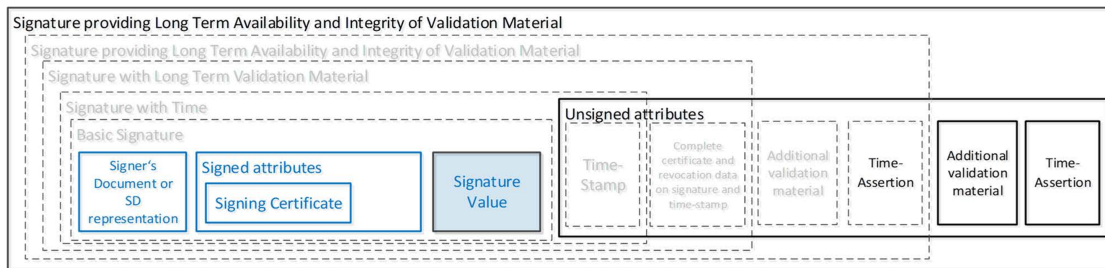 Signature providing Long Term Availability and Integrity of Validation Material
Signature providing Long Term Availability and Integrity of Validation Material
Signature with Long Term Validation Material
Signature with Time
Basic Signature
Signer's
Document or
SD
representation
Signed attributes
Signing Certificate
Signature
Value
Unsigned attributes
Time-
Stamp
Complete
certificate and
revocation data
on signature and
time-stamp
Additional
validation
material
Time-
Assertion
Additional
validation
material
Time-
Assertion